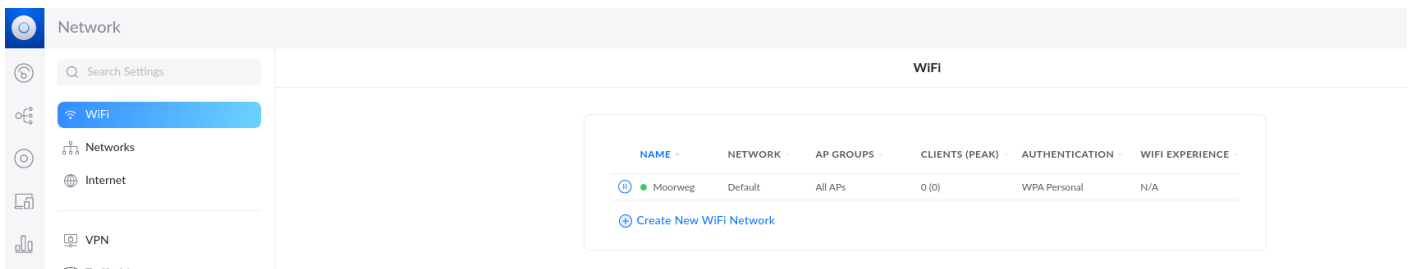 Network
Search Settings
WiFi
WiFi
Networks
Internet
VPN
NAME NETWORK AP GROUPS CLIENTS (PEAK) AUTHENTICATION WIFI EXPERIENCE
Moorweg Default All APs 0 (0) WPA Personal N/A
Create New WiFi Network